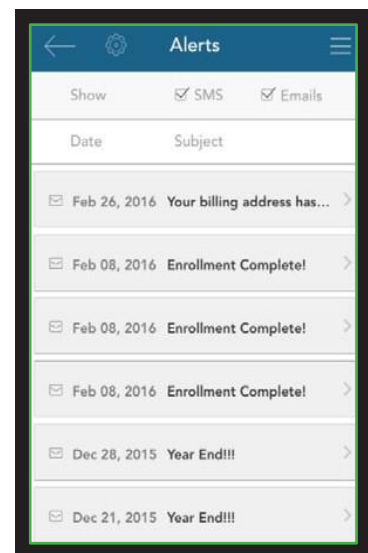 Alerts
Show SMS Emails
Date Subject
Feb 26, 2016 Your billing address has...
Feb 08, 2016 Enrollment Complete!
Feb 08, 2016 Enrollment Complete!
Feb 08, 2016 Enrollment Complete!
Dec 28, 2015 Year End!!!
Dec 21, 2015 Year End!!!